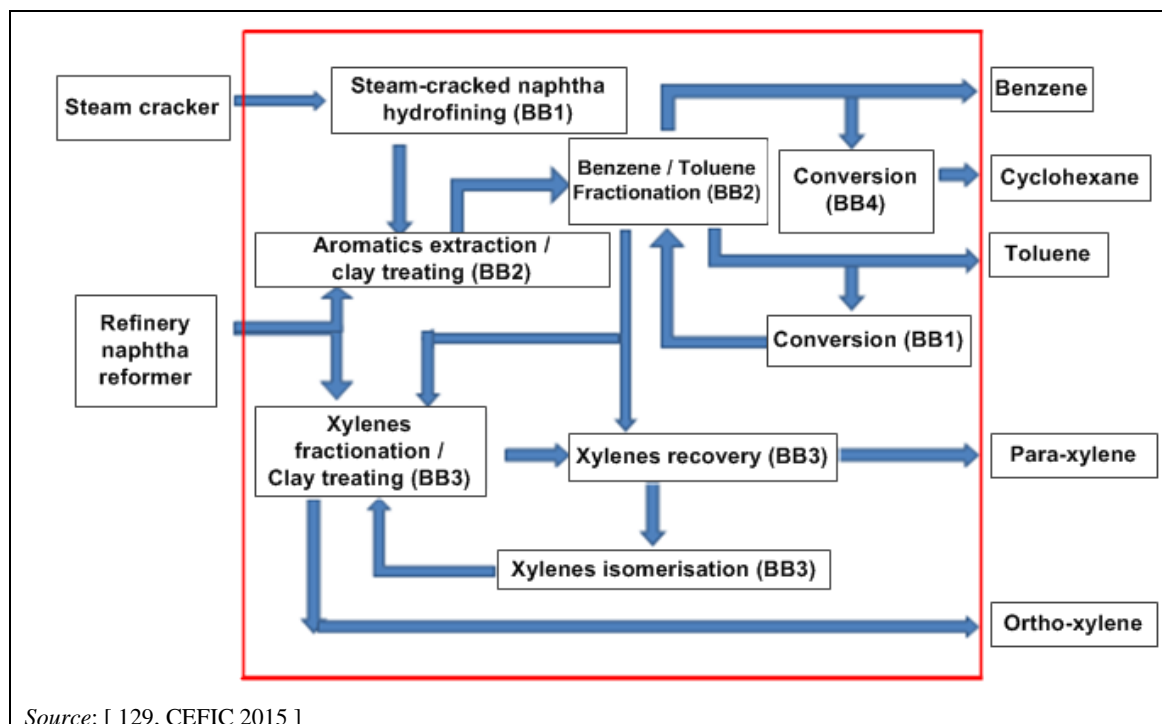 Steam cracker
Steam-cracked naphtha
hydrofining (BB1)
Benzene
Benzene / Toluene
Fractionation (BB2)
Conversion
(BB4)
Cyclohexane
Aromatics extraction /
clay treating (BB2)
Toluene
Refinery
naphtha
reformer
Conversion (BB1)
Xylenes
fractionation /
Clay treating (BB3)
Xylenes recovery (BB3)
Para-xylene
Xylenes isomerisation (BB3)
Ortho-xylene
Source: [ 129, CEFIC 2015 ]